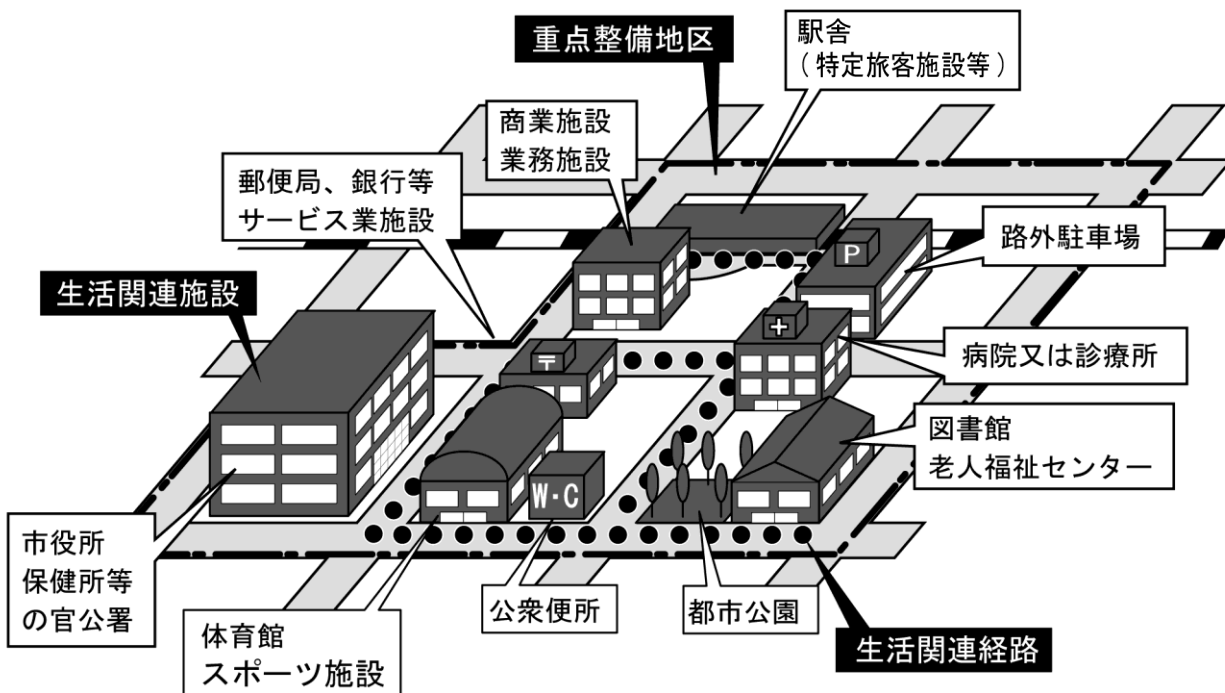 重点整備地区
駅舎
（特定旅客施設等）
商業施設
業務施設
郵便局、銀行等
サービス業施設
生活関連施設
路外駐車場
P
病院又は診療所
〒
図書館
老人福祉センター
W・C
市役所
保健所等
の官公署
体育館
スポーツ施設
公衆便所
都市公園
生活関連経路